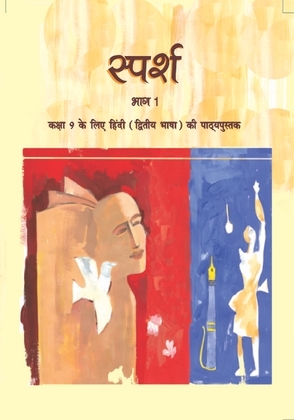 स्पर्श
भाग 1
कक्षा 9 के लिए हिंदी (द्वितीय भाषा) की पाठ्यपुस्तक